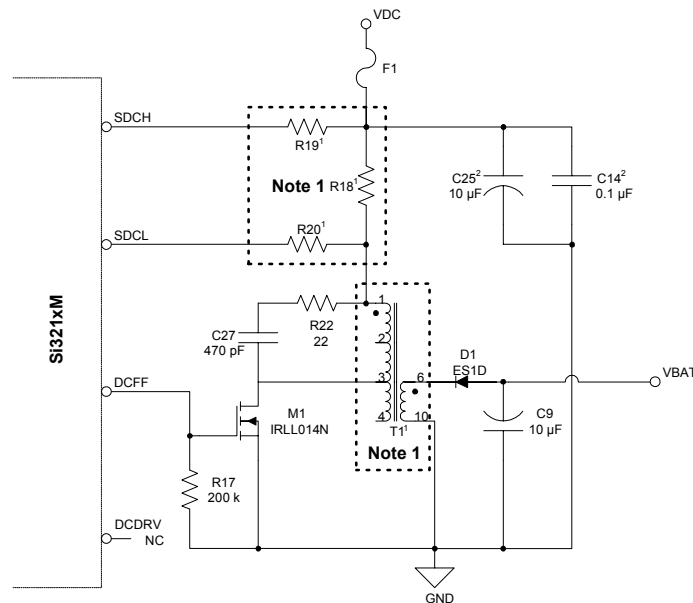 VDC
F1
SDCH
R19¹
Note 1
R18¹
C25²
10 µF
C14²
0.1 µF
SDCL
R20¹
Si321xM
1
R22
22
C27
470 pF
2
D1
ES1D
3
6
VBAT
DCFF
M1
IRLL014N
4
10
T1¹
C9
10 µF
Note 1
R17
200 k
DCDRV
NC
GND